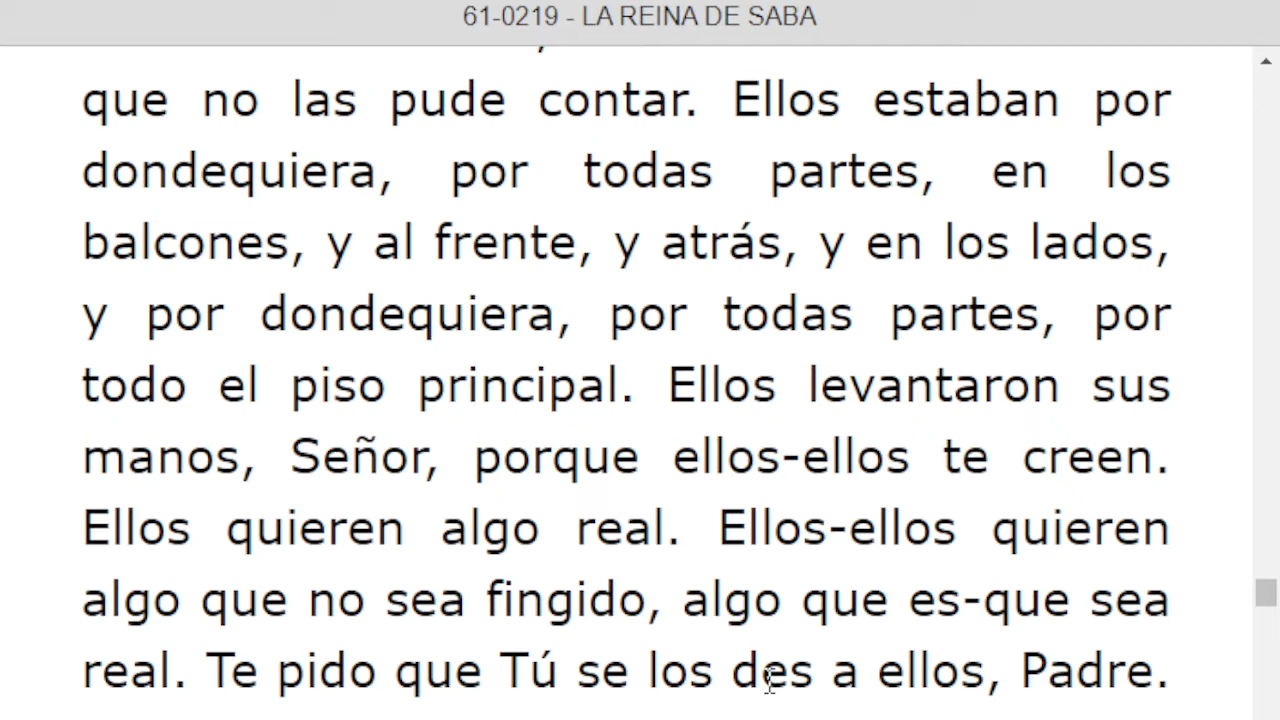 61-0219 - LA REINA DE SABA
que no las pude contar. Ellos estaban por
dondequiera, por todas partes, en los
balcones, y al frente, y atrás, y en los lados,
y por dondequiera, por todas partes, por
todo el piso principal. Ellos levantaron sus
manos, Señor, porque ellos-ellos te creen.
Ellos quieren algo real. Ellos-ellos quieren
algo que no sea fingido, algo que es-que sea
real. Te pido que Tú se los des a ellos, Padre.